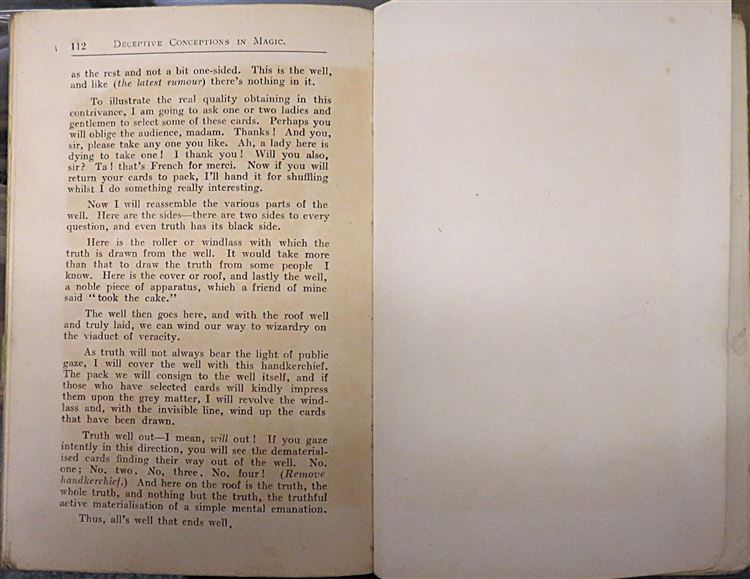 112 Deceptive Conceptions in Magic.
as the rest and not a bit one-sided. This is the well,
and like (the latest rumour) there's nothing in it.
To illustrate the real quality obtaining in this
contrivance, I am going to ask one or two ladies and
gentlemen to select some of these cards. Perhaps you
will oblige the audience, madam. Thanks! And you,
sir, please take any one you like. Ah, a lady here is
dying to take one! I thank you! Will you also,
sir? Ta! that's French for merci. Now if you will
return your cards to pack, I'll hand it for shuffling
whilst I do something really interesting.
Now I will reassemble the various parts of the
well. Here are the sides—there are two sides to every
question, and even truth has its black side.
Here is the roller or windlass with which the
truth is drawn from the well. It would take more
than that to draw the truth from some people I
know. Here is the cover or roof, and lastly the well,
a noble piece of apparatus, which a friend of mine
said "took the cake."
The well then goes here, and with the roof well
and truly laid, we can wind our way to wizardry on
the viaduct of veracity.
As truth will not always bear the light of public
gaze, I will cover the well with this handkerchief.
The pack we will consign to the well itself, and if
those who have selected cards will kindly impress
them upon the grey matter, I will revolve the wind-
lass and, with the invisible line, wind up the cards
that have been drawn.
Truth well out—I mean, will out! If you gaze
intently in this direction, you will see the demateral-
ised cards finding their way out of the well. No.
one; No. two. No. three. No. four! (Remove
handkerchief.) And here on the roof is the truth, the
whole truth, and nothing but the truth, the truthful
active materialisation of a simple mental emanation.
Thus, all's well that ends well.